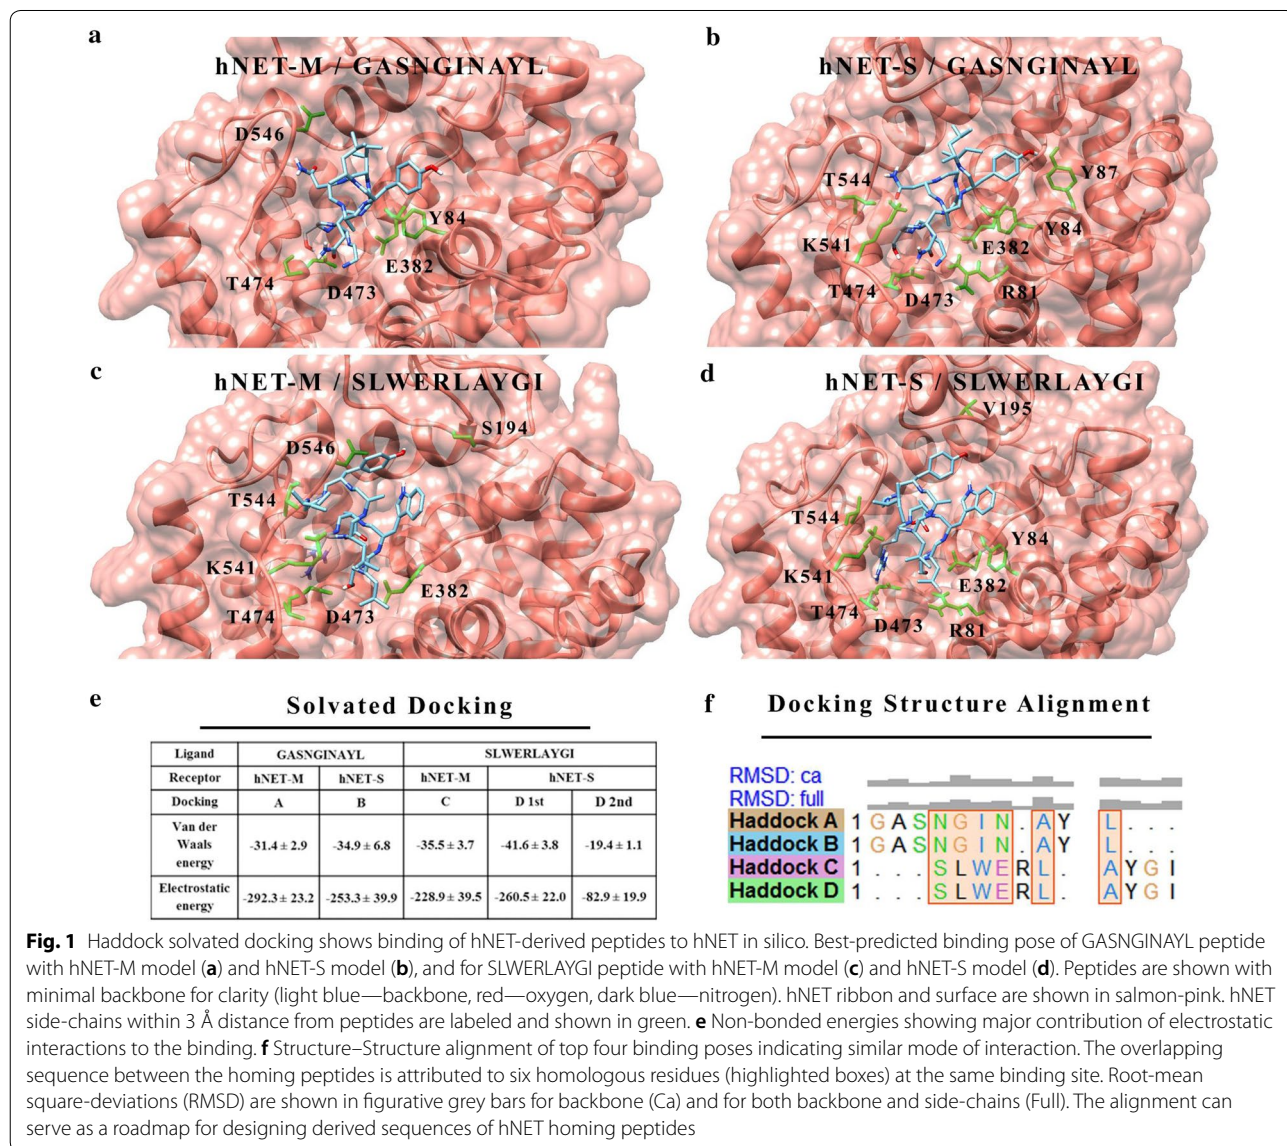 a
hNET-M / GASNGINAYL
D546
Y84
E382
T474
D473
b
hNET-S / GASNGINAYL
T544
Y87
K541
Y84
E382
T474
D473
R81
c
hNET-M / SLWERLAYGI
S194
D546
T544
K541
E382
T474
D473
d
hNET-S / SLWERLAYGI
V195
T544
Y84
K541
E382
T474
D473
R81
e
Solvated Docking
Ligand GASNGINAYL SLWERLAYGI
Receptor hNET-M hNET-S hNET-M hNET-S
Docking A B C D 1st D 2nd
Van der
Waals
energy
-31.4 ± 2.9 -34.9 ± 6.8 -35.5 ± 3.7 -41.6 ± 3.8 -19.4 ± 1.1
Electrostatic
energy
-292.3 ± 23.2 -253.3 ± 39.9 -228.9 ± 39.5 -260.5 ± 22.0 -82.9 ± 19.9
f
Docking Structure Alignment
RMSD: ca
RMSD: full
Haddock A 1 G A S N G I N . A Y L . . .
Haddock B 1 G A S N G I N . A Y L . . .
Haddock C 1 . . . S L W E R L . A Y G I
Haddock D 1 . . . S L W E R L . A Y G I
Fig. 1 Haddock solvated docking shows binding of hNET-derived peptides to hNET in silico. Best-predicted binding pose of GASNGINAYL peptide
with hNET-M model (a) and hNET-S model (b), and for SLWERLAYGI peptide with hNET-M model (c) and hNET-S model (d). Peptides are shown with
minimal backbone for clarity (light blue—backbone, red—oxygen, dark blue—nitrogen). hNET ribbon and surface are shown in salmon-pink. hNET
side-chains within 3 Å distance from peptides are labeled and shown in green. e Non-bonded energies showing major contribution of electrostatic
interactions to the binding. f Structure–Structure alignment of top four binding poses indicating similar mode of interaction. The overlapping
sequence between the homing peptides is attributed to six homologous residues (highlighted boxes) at the same binding site. Root-mean
square-deviations (RMSD) are shown in figurative grey bars for backbone (Ca) and for both backbone and side-chains (Full). The alignment can
serve as a roadmap for designing derived sequences of hNET homing peptides